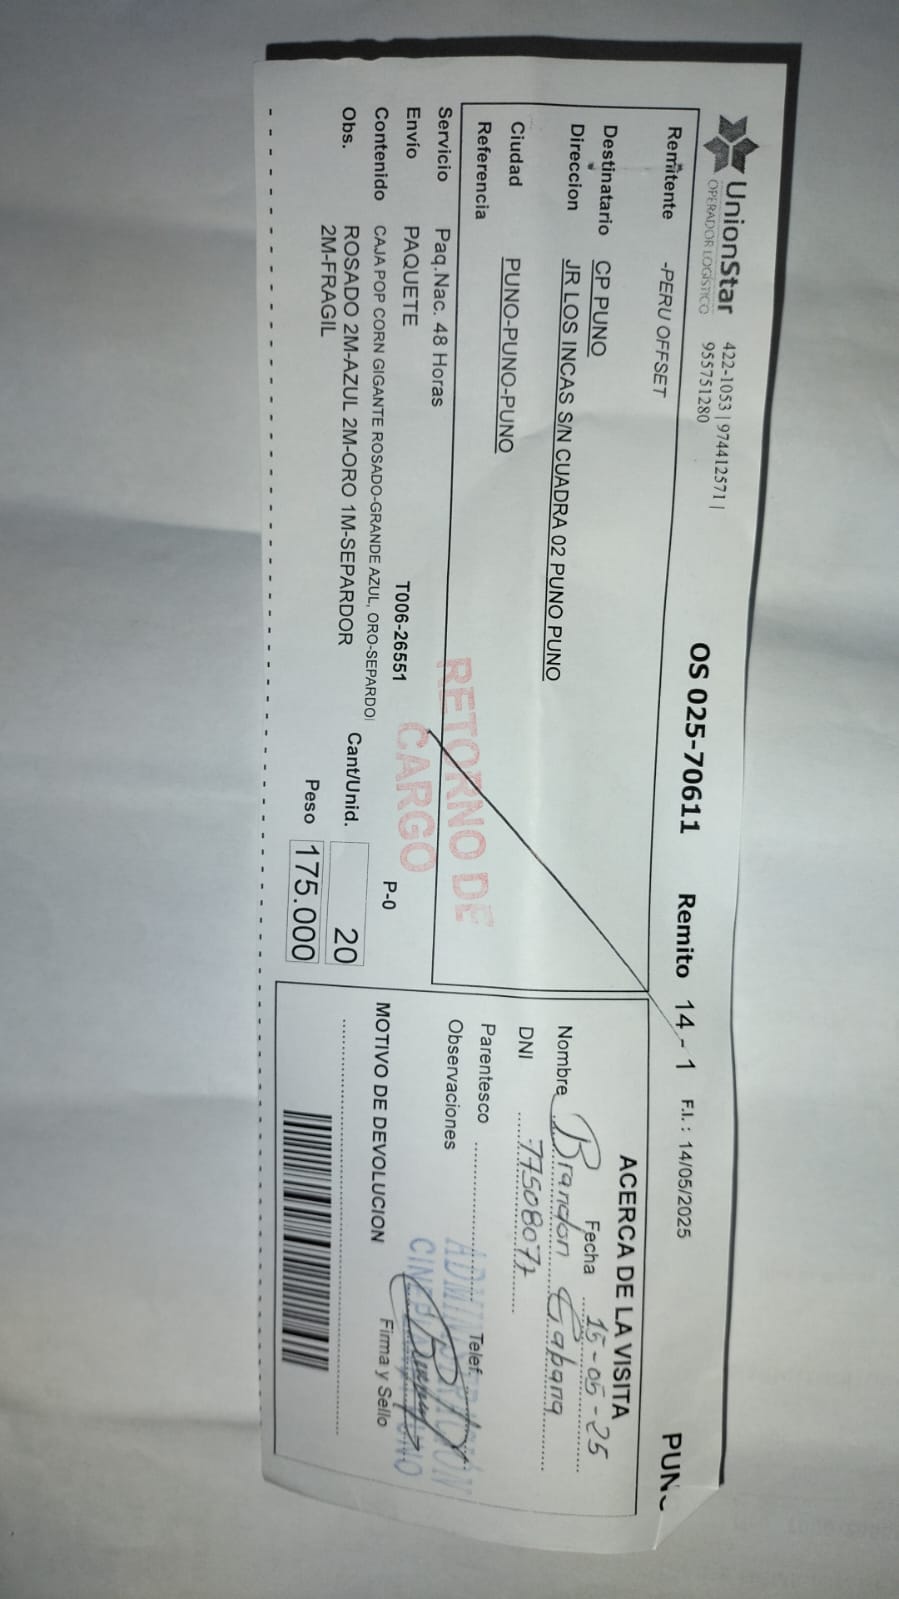 UnionStar
OPERADOR LOGÍSTICO
422-1053 | 974412571 |
955751280
OS 025-70611 Remito 14 - 1 F.I. : 14/05/2025
Remitente -PERU OFFSET
Destinatario CP PUNO
Direccion JR LOS INCAS S/N CUADRA 02 PUNO PUNO
Ciudad PUNO-PUNO-PUNO
Referencia
Servicio Paq.Nac. 48 Horas
Envío PAQUETE T006-26551 P-0
Contenido CAJA POP CORN GIGANTE ROSADO-GRANDE AZUL, ORO-SEPARDO
Obs. ROSADO 2M-AZUL 2M-ORO 1M-SEPARDOR
2M-FRAGIL
Cant/Unid. 20
Peso 175.000
RETORNO DE
CARGO
ACERCA DE LA VISITA
Fecha 15-05-25
Nombre Brandon Cabana
DNI 77508077
Parentesco Telef.
Observaciones
MOTIVO DE DEVOLUCION Firma y Sello